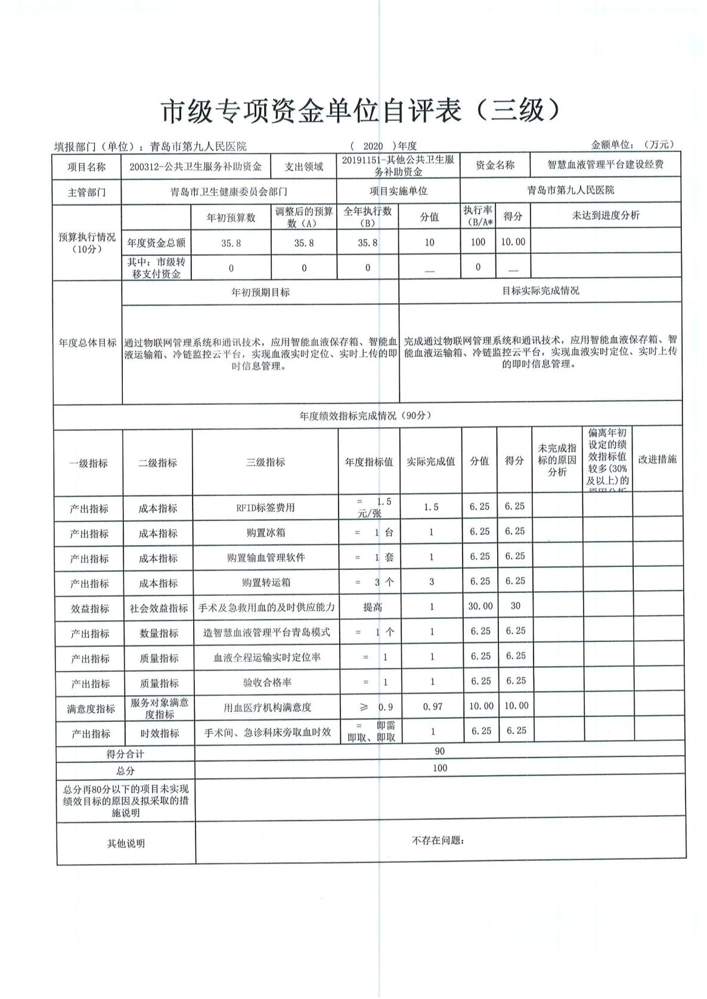 市级专项资金单位自评表（三级）
填报部门（单位）：青岛市第九人民医院 （ 2020 ）年度 金额单位：（万元）
项目名称 200312-公共卫生服务补助资金 支出领域 20191151-其他公共卫生服务补助资金 资金名称 智慧血液管理平台建设经费
主管部门 青岛市卫生健康委员会部门 项目实施单位 青岛市第九人民医院
预算执行情况（10分） 年初预算数 调整后的预算数（A） 全年执行数（B） 分值 执行率（B/A* 得分 未达到进度分析
年度资金总额 35.8 35.8 35.8 10 100 10.00
其中：市级转移支付资金 0 0 0 — 0 —
年度总体目标 年初预期目标 目标实际完成情况
通过物联网管理系统和通讯技术，应用智能血液保存箱、智能血
液运输箱、冷链监控云平台，实现血液实时定位、实时上传的即
时信息管理。
完成通过物联网管理系统和通讯技术，应用智能血液保存箱、智
能血液运输箱、冷链监控云平台，实现血液实时定位、实时上传
的即时信息管理。
年度绩效指标完成情况（90分）
一级指标 二级指标 三级指标 年度指标值 实际完成值 分值 得分 未完成指标的原因分析 偏离年初设定的绩效指标值较多(30%及以上)的原因分析 改进措施
产出指标 成本指标 RFID标签费用 = 1.5 元/张 1.5 6.25 6.25
产出指标 成本指标 购置冰箱 = 1 台 1 6.25 6.25
产出指标 成本指标 购置输血管理软件 = 1 套 1 6.25 6.25
产出指标 成本指标 购置转运箱 = 3 个 3 6.25 6.25
效益指标 社会效益指标 手术及急救用血的及时供应能力 提高 1 30.00 30
产出指标 数量指标 造智慧血液管理平台青岛模式 = 1 个 1 6.25 6.25
产出指标 质量指标 血液全程运输实时定位率 = 1 1 6.25 6.25
产出指标 质量指标 验收合格率 = 1 1 6.25 6.25
满意度指标 服务对象满意度指标 用血医疗机构满意度 ≥ 0.9 0.97 10.00 10.00
产出指标 时效指标 手术间、急诊科床旁取血时效 = 即需即取、即取 1 6.25 6.25
得分合计 90
总分 100
总分再80分以下的项目未实现
绩效目标的原因及拟采取的措
施说明
其他说明 不存在问题：